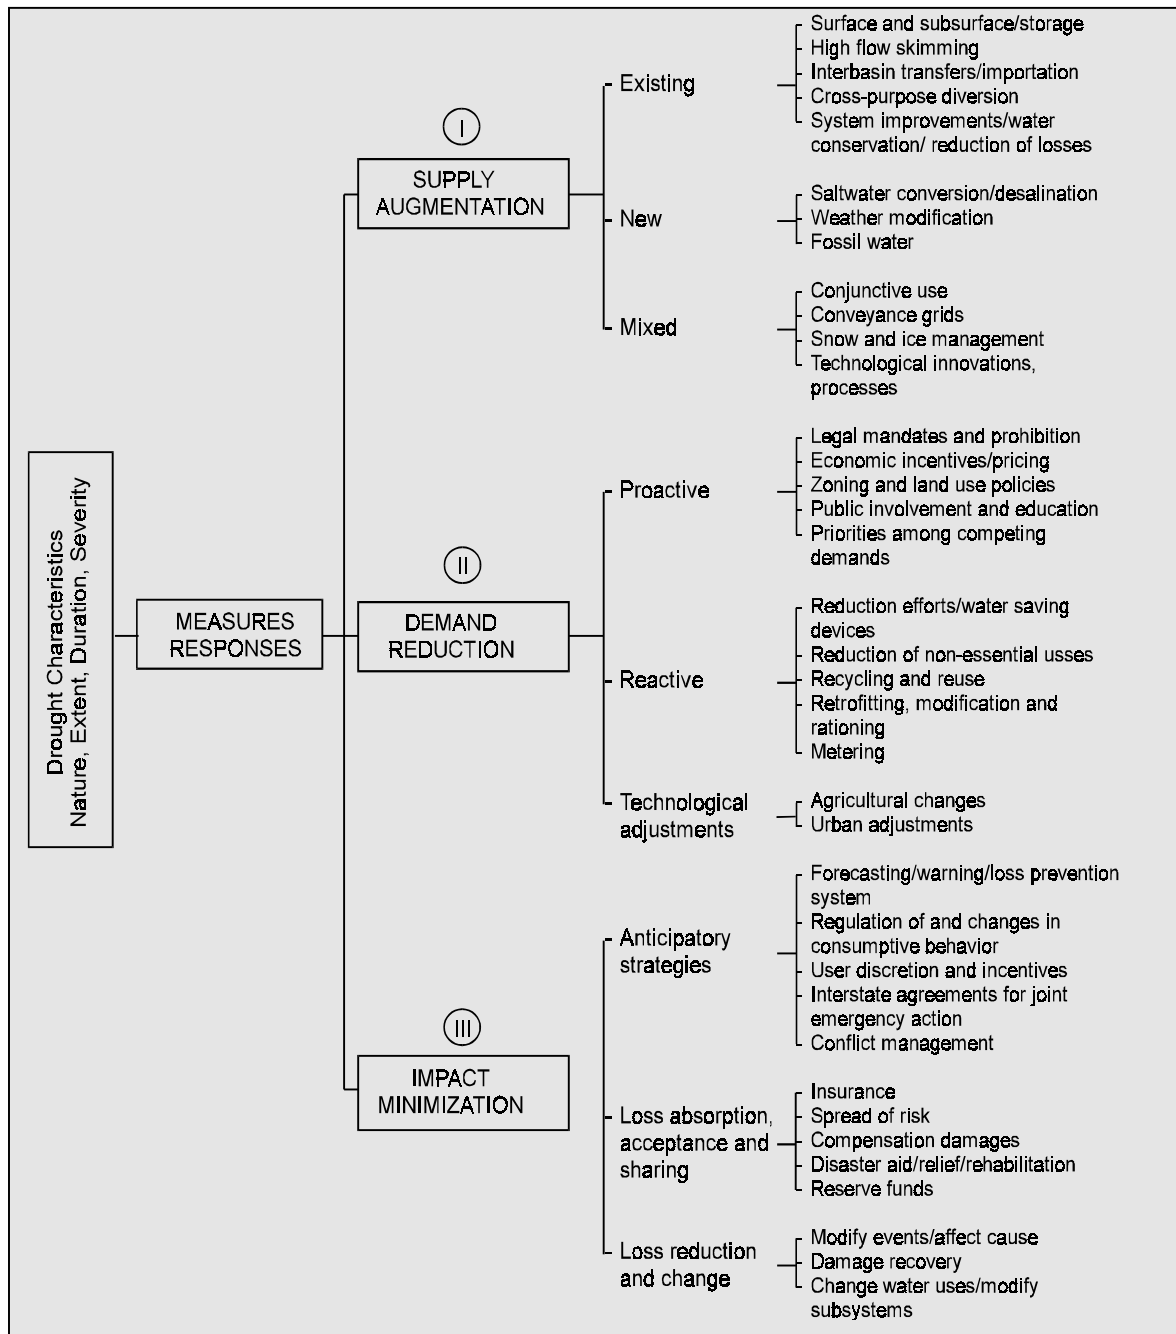 Drought Characteristics
Nature, Extent, Duration, Severity
MEASURES
RESPONSES
I
SUPPLY
AUGMENTATION
Existing
Surface and subsurface/storage
High flow skimming
Interbasin transfers/importation
Cross-purpose diversion
System improvements/water
conservation/ reduction of losses
New
Saltwater conversion/desalination
Weather modification
Fossil water
Mixed
Conjunctive use
Conveyance grids
Snow and ice management
Technological innovations,
processes
II
DEMAND
REDUCTION
Proactive
Legal mandates and prohibition
Economic incentives/pricing
Zoning and land use policies
Public involvement and education
Priorities among competing
demands
Reactive
Reduction efforts/water saving
devices
Reduction of non-essential usses
Recycling and reuse
Retrofitting, modification and
rationing
Metering
Technological
adjustments
Agricultural changes
Urban adjustments
III
IMPACT
MINIMIZATION
Anticipatory
strategies
Forecasting/warning/loss prevention
system
Regulation of and changes in
consumptive behavior
User discretion and incentives
Interstate agreements for joint
emergency action
Conflict management
Loss absorption,
acceptance and
sharing
Insurance
Spread of risk
Compensation damages
Disaster aid/relief/rehabilitation
Reserve funds
Loss reduction
and change
Modify events/affect cause
Damage recovery
Change water uses/modify
subsystems